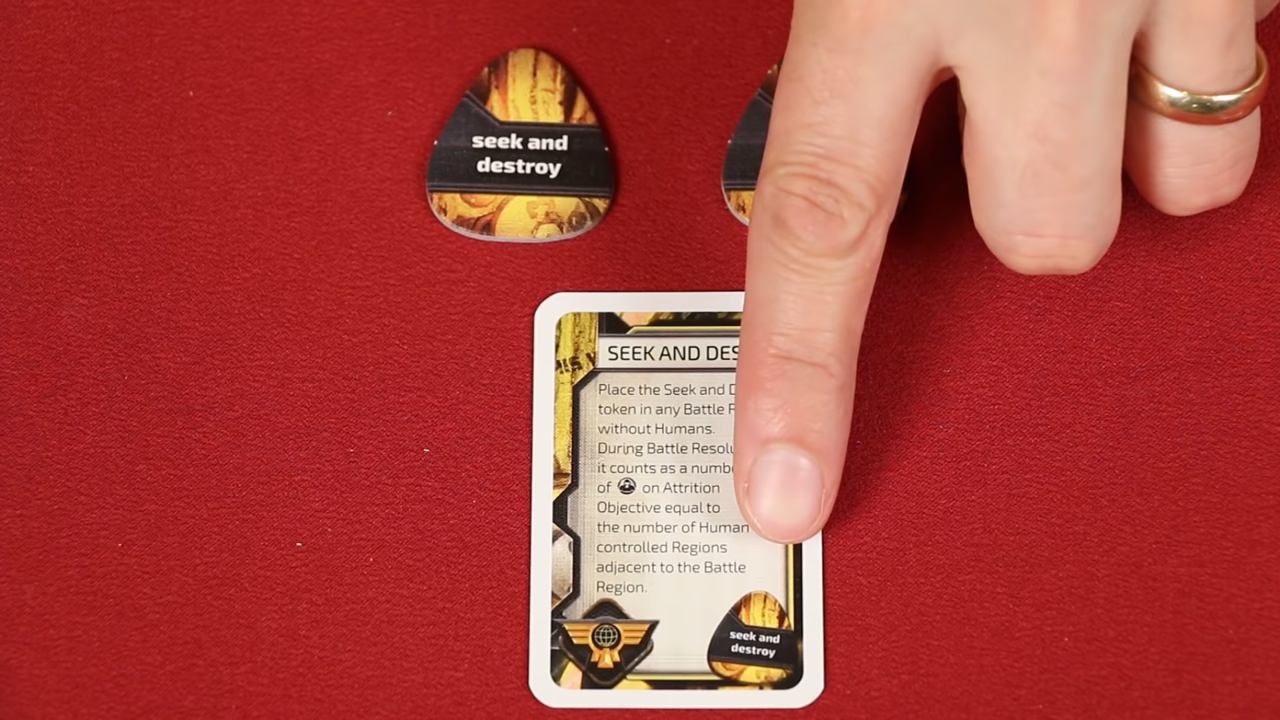 seek and
destroy
SEEK AND DES
Place the Seek and D
token in any Battle R
without Humans.
During Battle Resolu
it counts as a numbe
of on Attrition
Objective equal to
the number of Human
controlled Regions
adjacent to the Battle
Region.
seek and
destroy